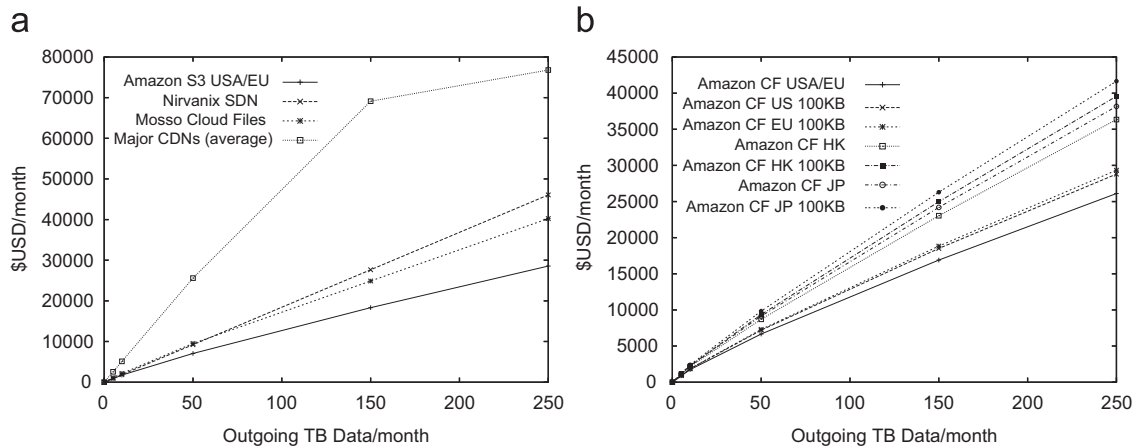 a
80000
70000
60000
50000
40000
30000
20000
10000
0
$USD/month
Amazon S3 USA/EU
Nirvanix SDN
Mosso Cloud Files
Major CDNs (average)
0 50 100 150 200 250
Outgoing TB Data/month
b
45000
40000
35000
30000
25000
20000
15000
10000
5000
0
$USD/month
Amazon CF USA/EU
Amazon CF US 100KB
Amazon CF EU 100KB
Amazon CF HK
Amazon CF HK 100KB
Amazon CF JP
Amazon CF JP 100KB
0 50 100 150 200 250
Outgoing TB Data/month